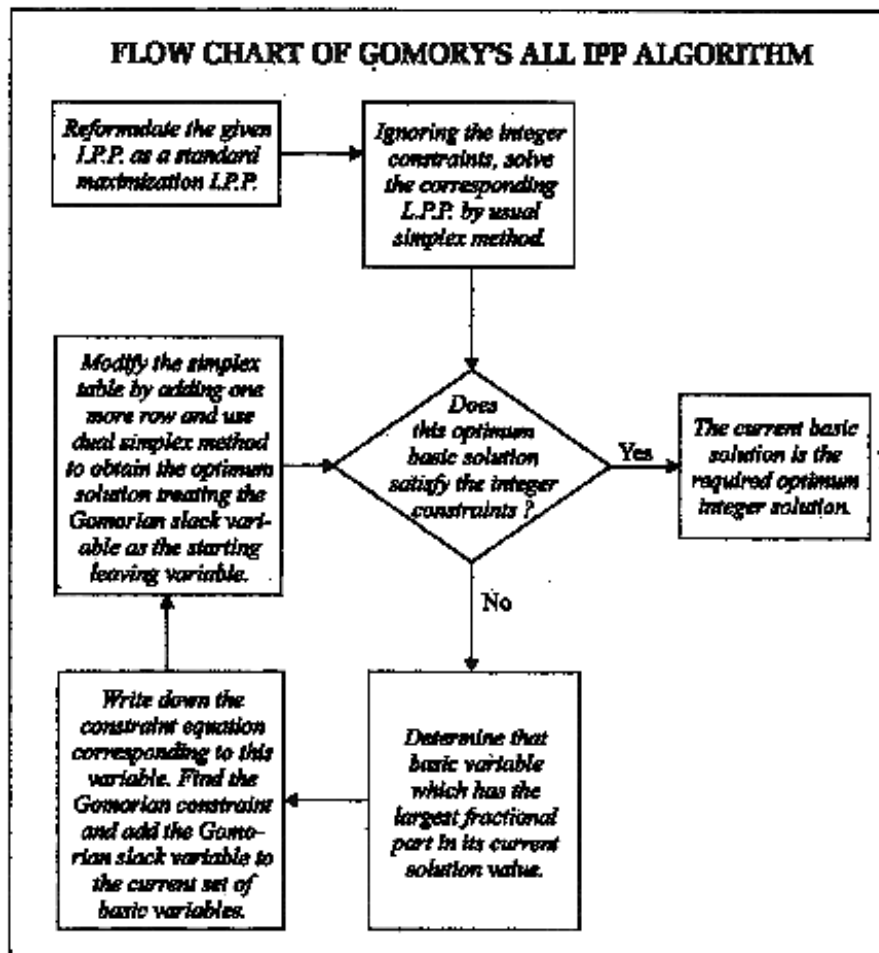 FLOW CHART OF GOMORY'S ALL IPP ALGORITHM
Reformulate the given
I.P.P. as a standard
maximization I.P.P.
Ignoring the integer
constraints, solve
the corresponding
L.P.P. by usual
simplex method.
Modify the simplex
table by adding one
more row and use
dual simplex method
to obtain the optimum
solution treating the
Gomorian slack vari-
able as the starting
leaving variable.
Does
this optimum
basic solution
satisfy the integer
constraints ?
Yes
The current basic
solution is the
required optimum
integer solution.
No
Write down the
constraint equation
corresponding to this
variable. Find the
Gomorian constraint
and add the Gomo-
rian slack variable to
the current set of
basic variables.
Determine that
basic variable
which has the
largest fractional
part in its current
solution value.